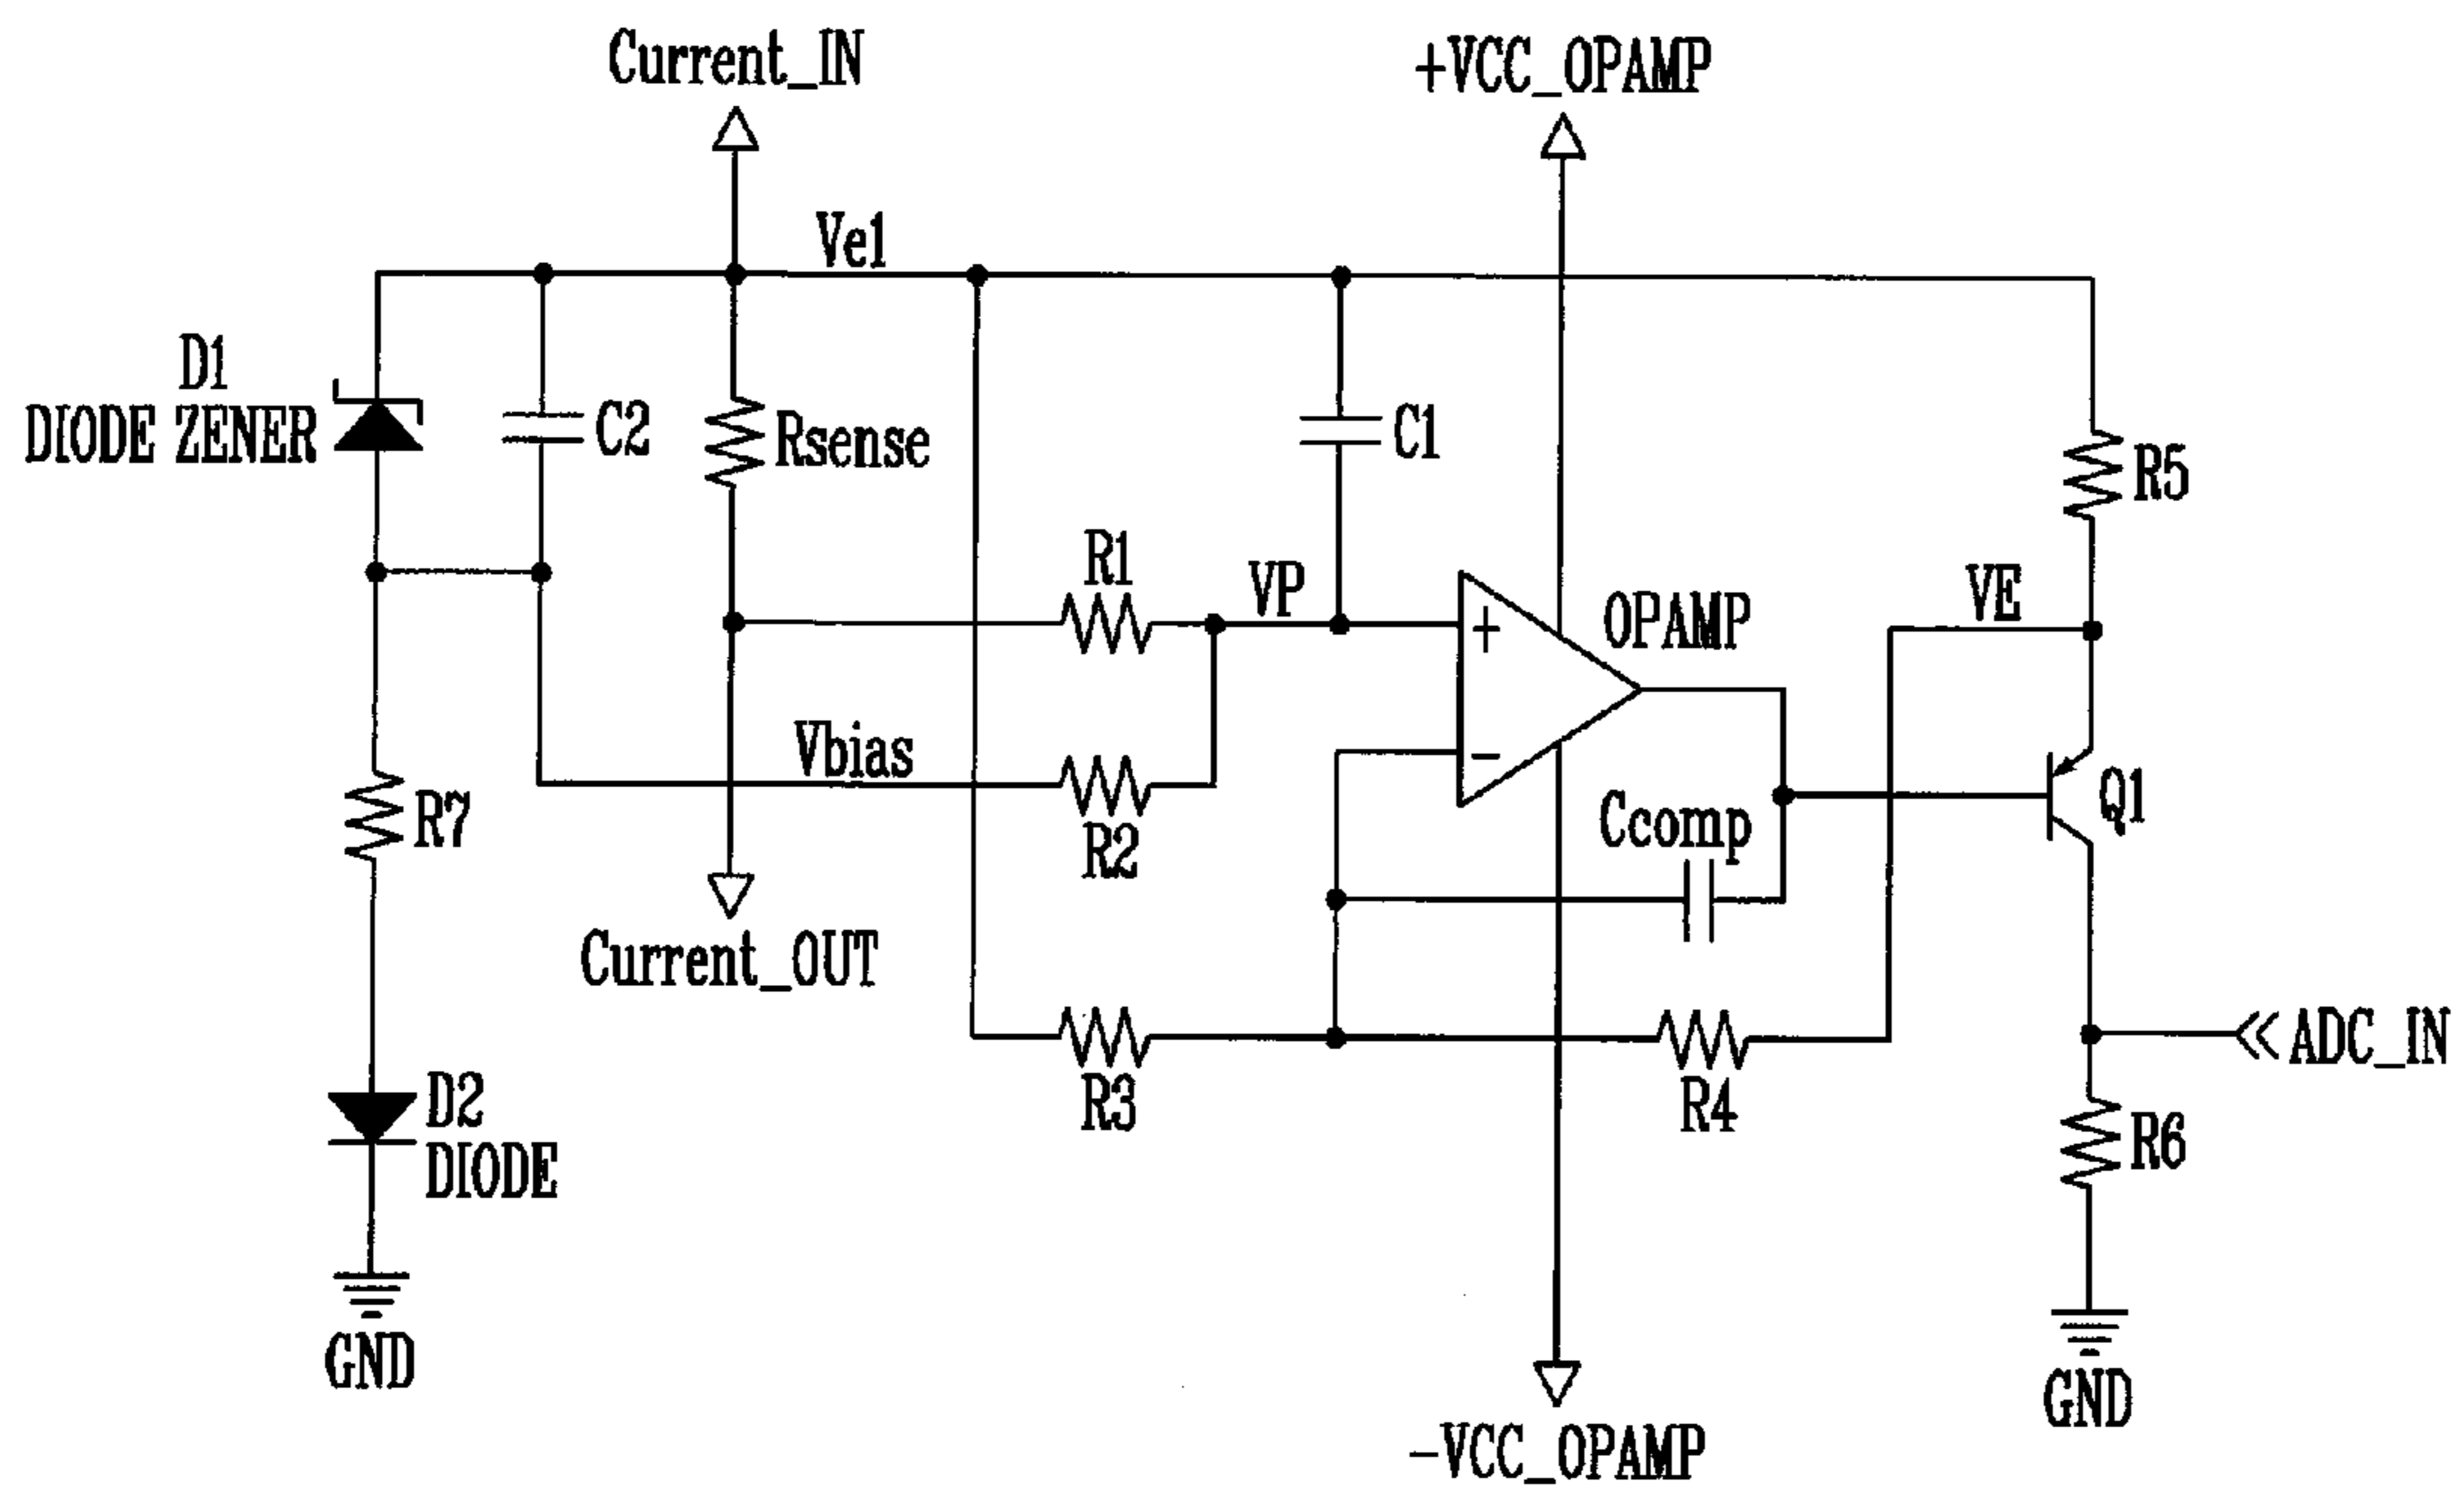 Current_IN
+VCC_OPAMP
Ve1
D1
DIODE ZENER
C2
Rsense
C1
R5
R1
VP
+
OPAMP
VE
Vbias
-
R2
R7
Ccomp
Q1
Current_OUT
R3
R4
ADC_IN
D2
DIODE
R6
GND
GND
-VCC_OPAMP